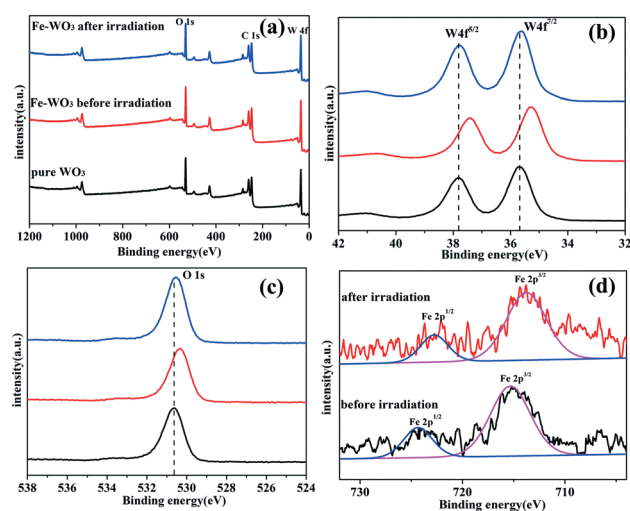 (a)
O 1s
C 1s
W 4f
Fe-WO₃ after irradiation
Fe-WO₃ before irradiation
pure WO₃
intensity(a.u.)
1200 1000 800 600 400 200 0
Binding energy(eV)
(b)
W4f⁵/² W4f⁷/²
intensity(a.u.)
42 40 38 36 34 32
Binding energy(eV)
(c)
O 1s
intensity(a.u.)
538 536 534 532 530 528 526 524
Binding energy(eV)
(d)
Fe 2p³/²
after irradiation
Fe 2p¹/²
Fe 2p³/²
before irradiation
Fe 2p¹/²
intensity(a.u.)
730 720 710
Binding energy(eV)